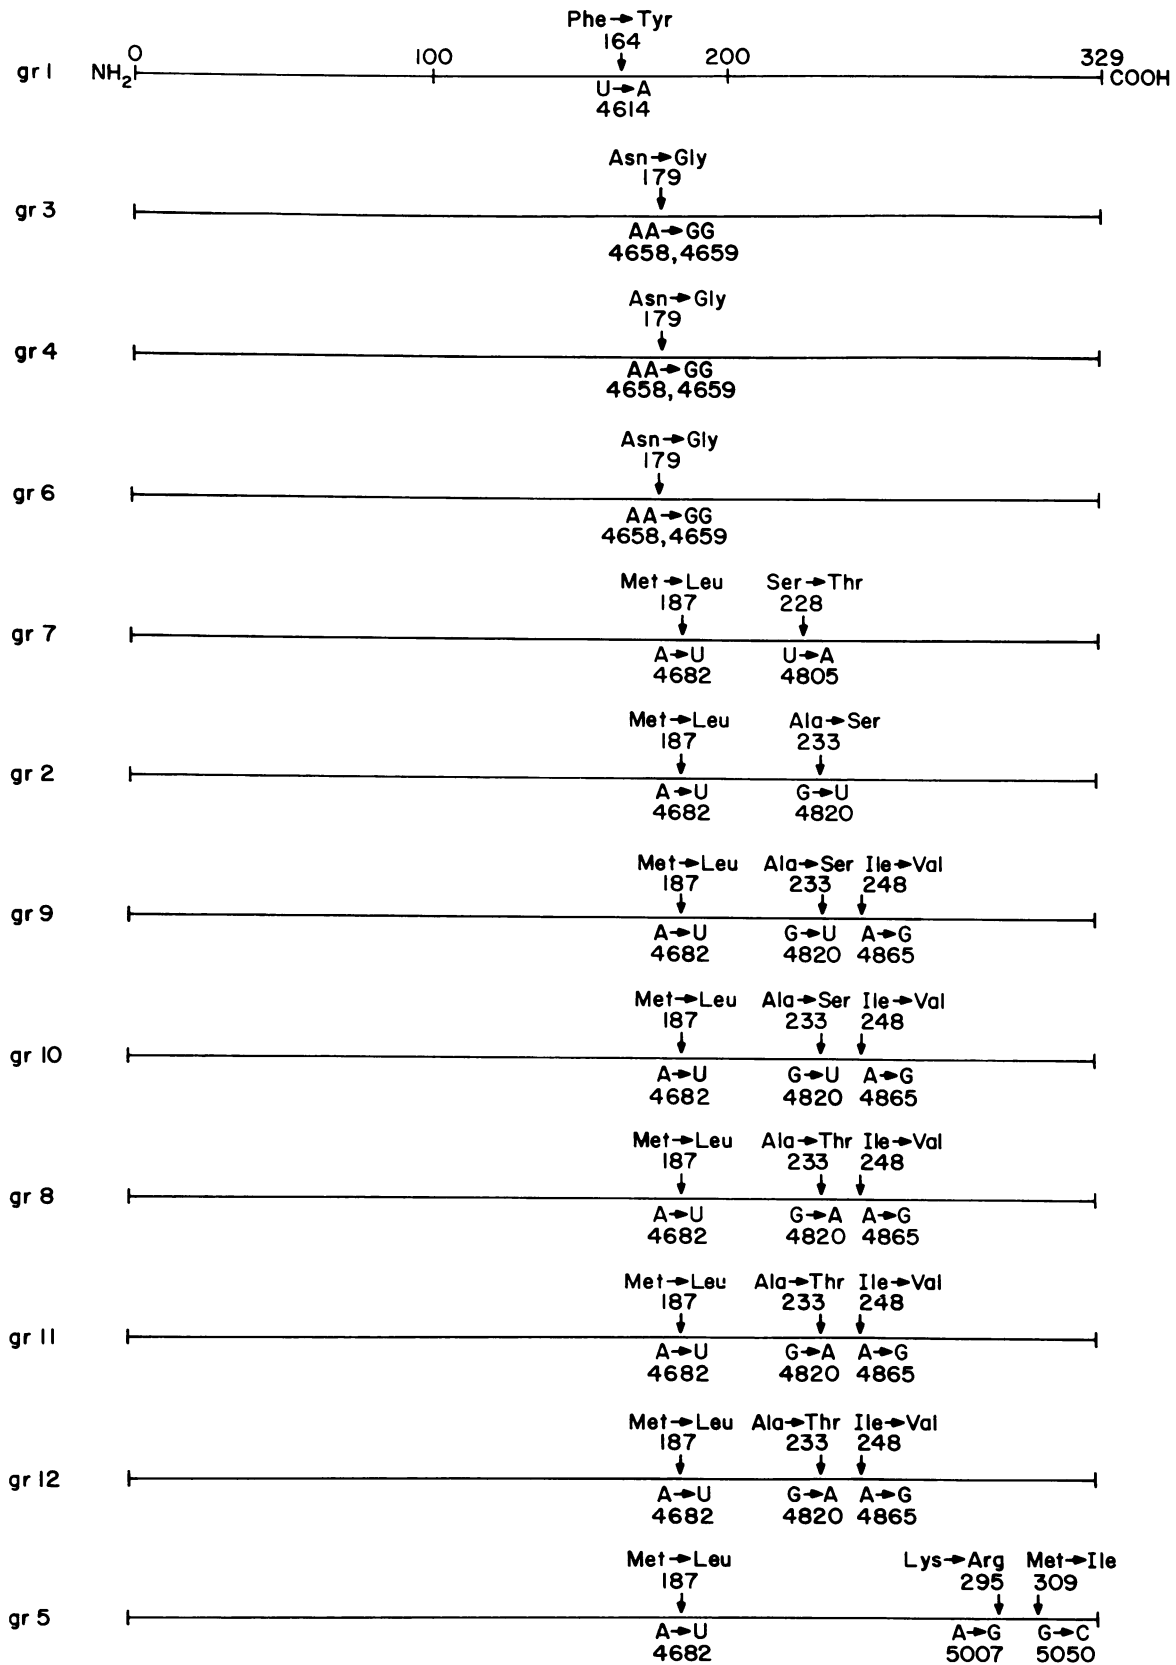 Phe→Tyr
164
0 100 200 329
gr 1 NH2 COOH
U→A
4614
Asn→Gly
179
gr 3
AA→GG
4658,4659
Asn→Gly
179
gr 4
AA→GG
4658,4659
Asn→Gly
179
gr 6
AA→GG
4658,4659
Met→Leu Ser→Thr
187 228
gr 7
A→U U→A
4682 4805
Met→Leu Ala→Ser
187 233
gr 2
A→U G→U
4682 4820
Met→Leu Ala→Ser Ile→Val
187 233 248
gr 9
A→U G→U A→G
4682 4820 4865
Met→Leu Ala→Ser Ile→Val
187 233 248
gr 10
A→U G→U A→G
4682 4820 4865
Met→Leu Ala→Thr Ile→Val
187 233 248
gr 8
A→U G→A A→G
4682 4820 4865
Met→Leu Ala→Thr Ile→Val
187 233 248
gr 11
A→U G→A A→G
4682 4820 4865
Met→Leu Ala→Thr Ile→Val
187 233 248
gr 12
A→U G→A A→G
4682 4820 4865
Met→Leu Lys→Arg Met→Ile
187 295 309
gr 5
A→U A→G G→C
4682 5007 5050